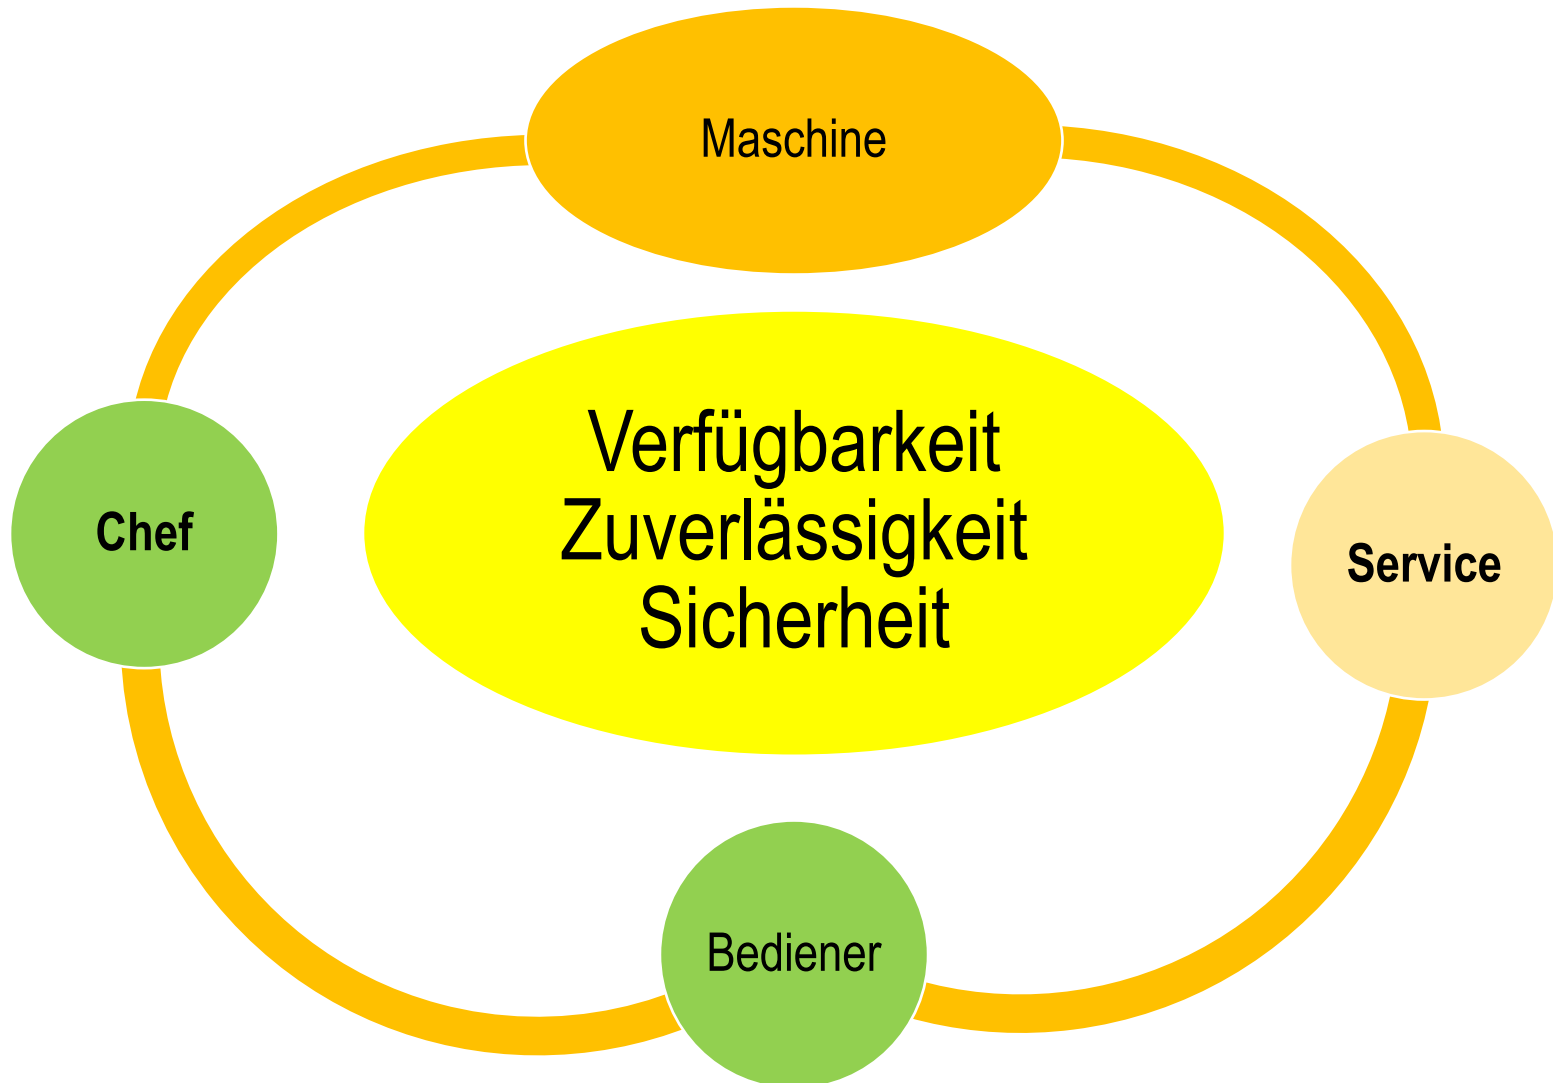 Maschine
Verfügbarkeit
Zuverlässigkeit
Sicherheit
Chef
Service
Bediener